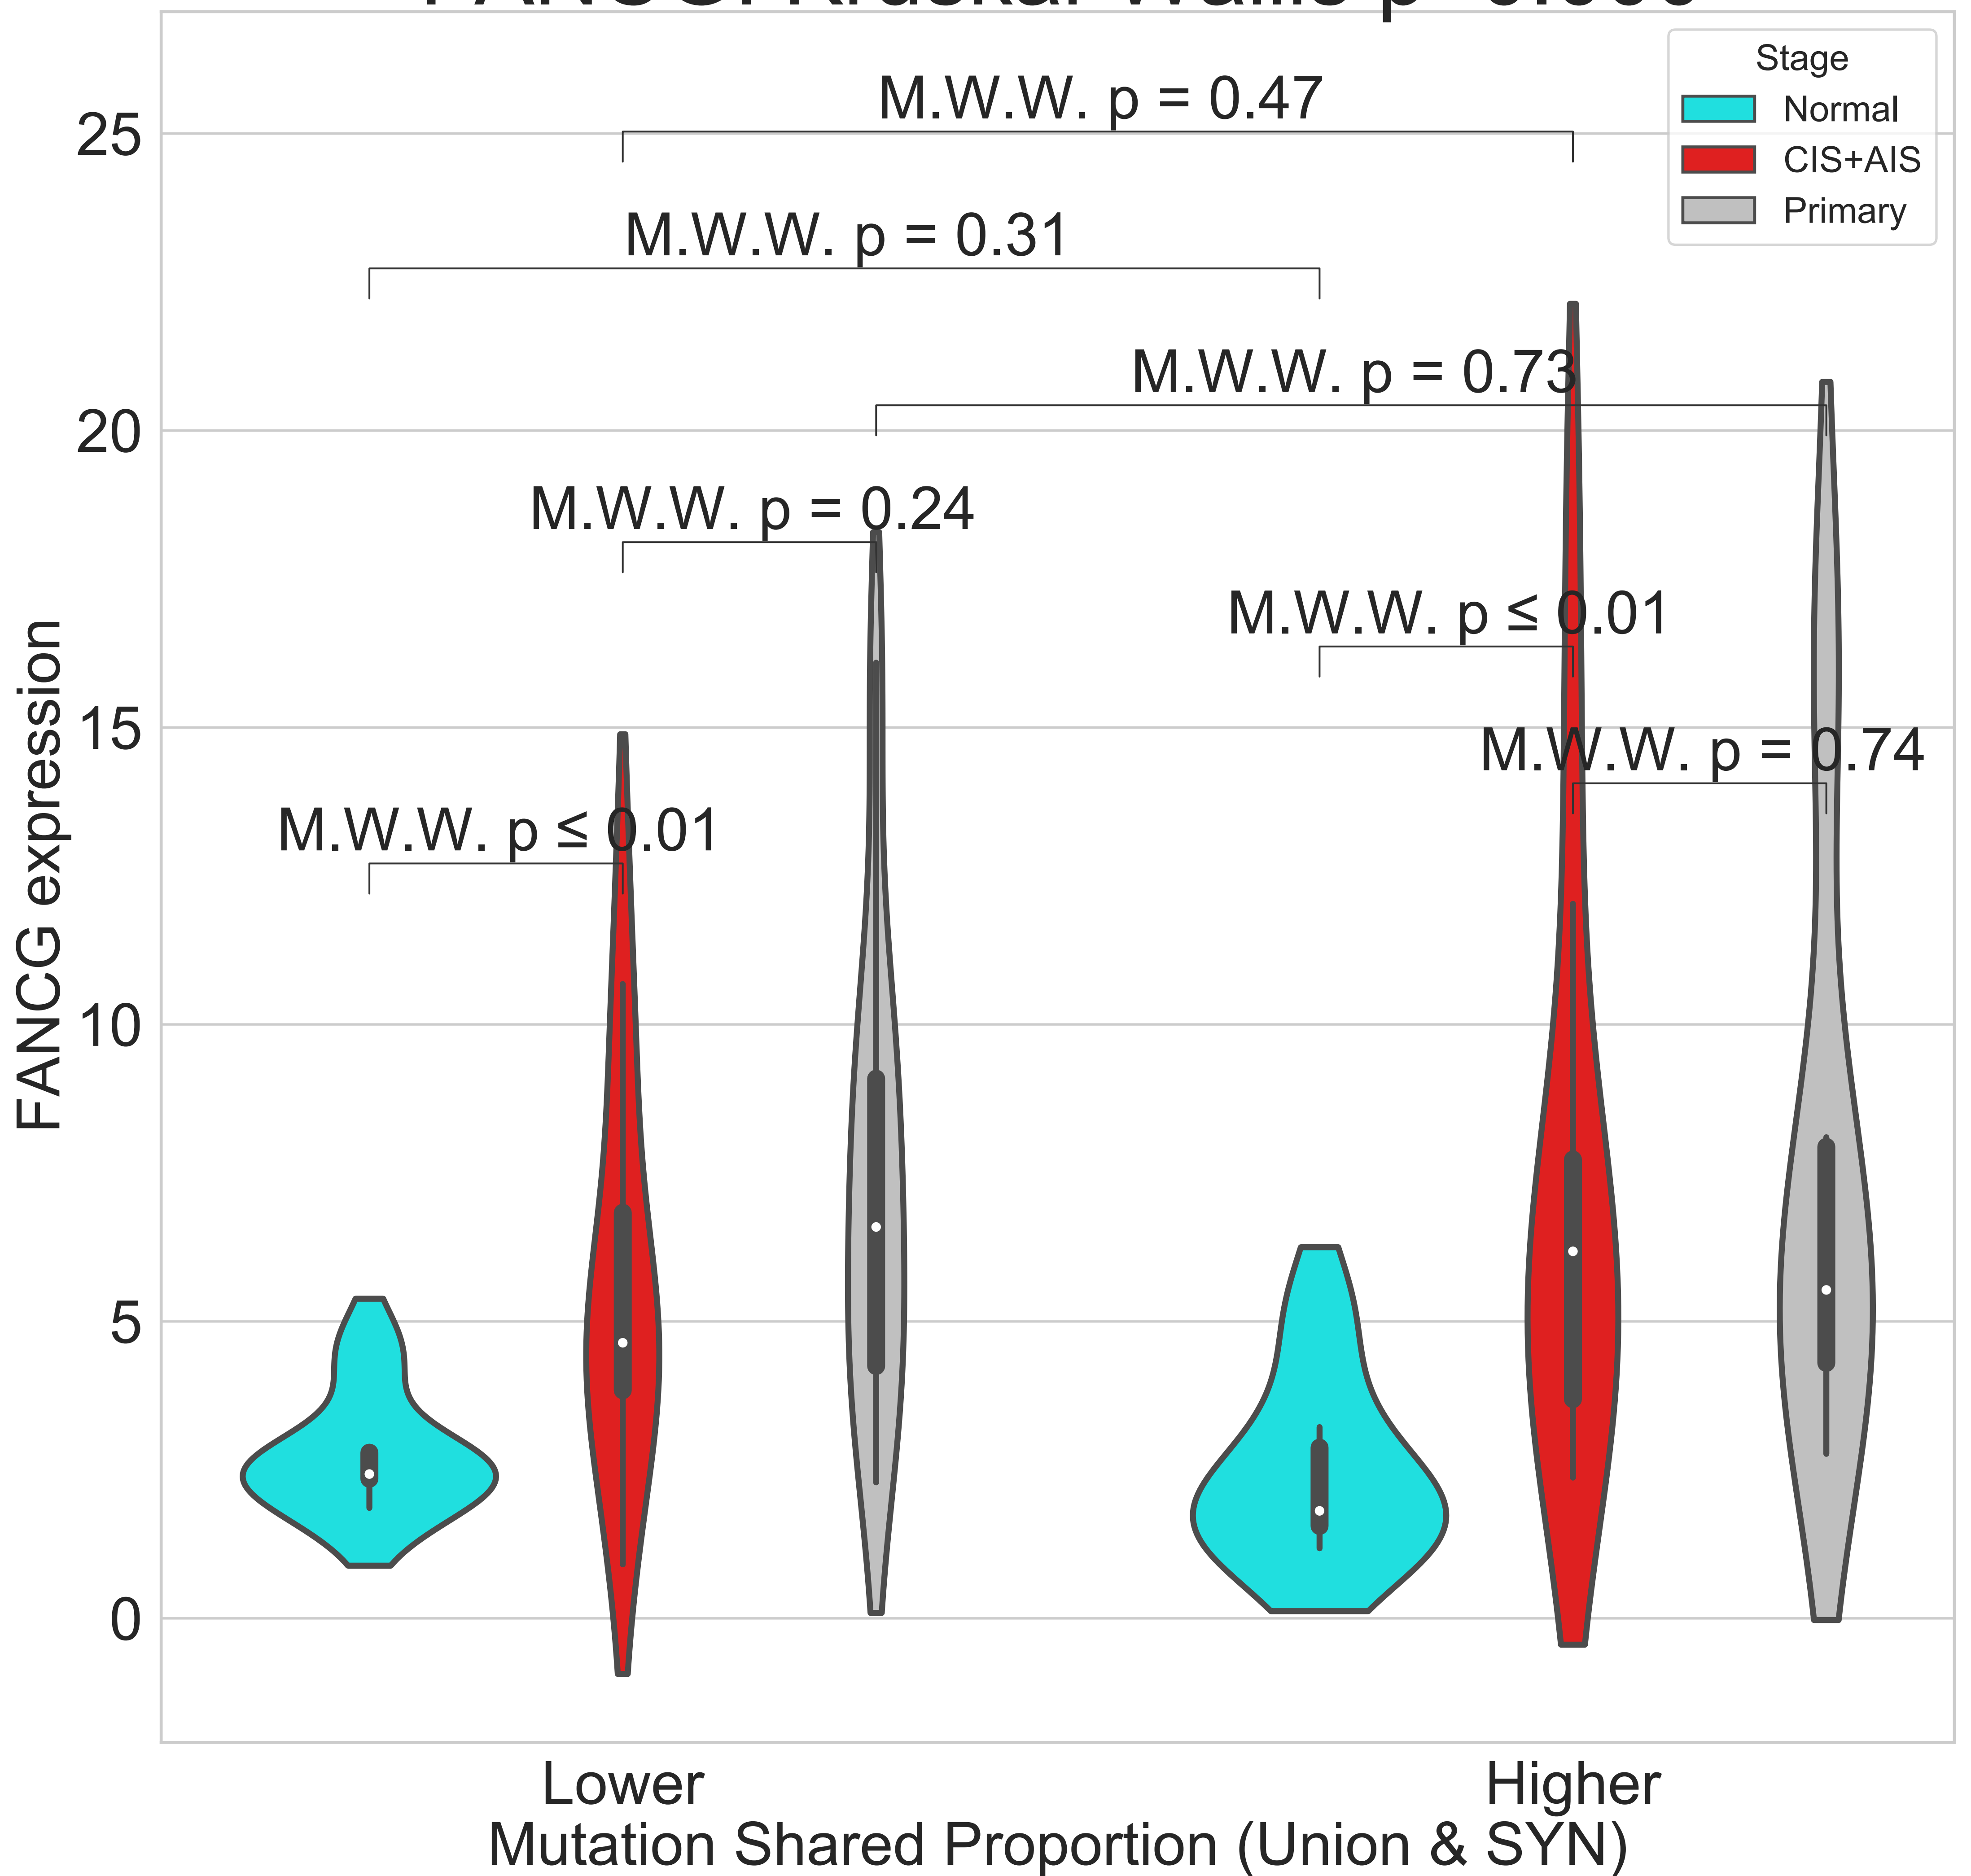 Stage
Normal
CIS+AIS
Primary
M.W.W. p = 0.47
M.W.W. p = 0.31
M.W.W. p = 0.73
M.W.W. p = 0.24
M.W.W. p ≤ 0.01
M.W.W. p = 0.74
M.W.W. p ≤ 0.01
25
20
15
10
5
0
FANCG expression
Lower
Higher
Mutation Shared Proportion (Union & SYN)